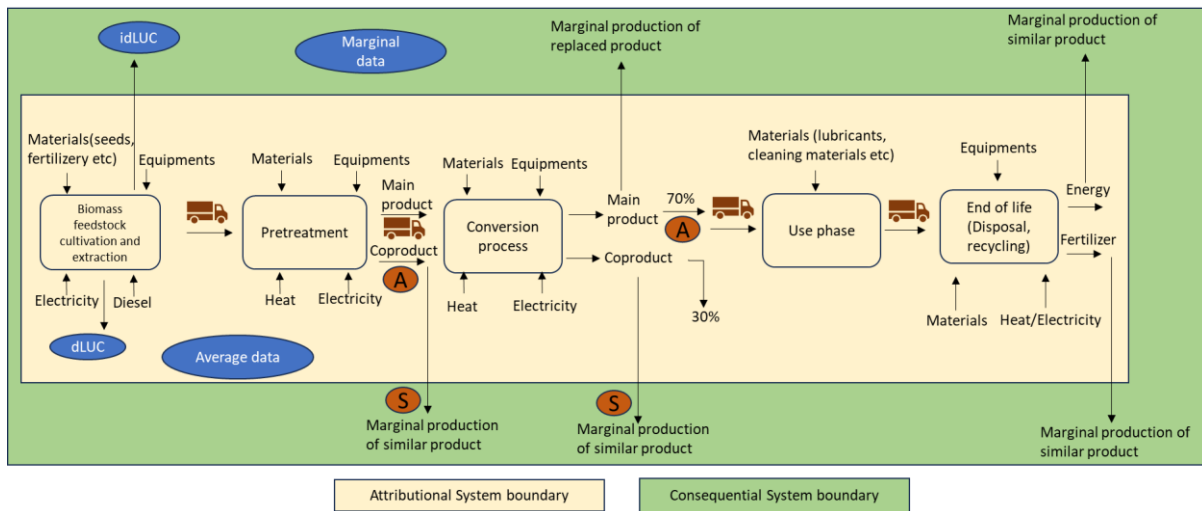 idLUC
Marginal
data
Marginal production of
replaced product
Marginal production of
similar product
Materials(seeds,
fertilizery etc)
Equipments
Materials
Equipments
Main
product
Materials
Equipments
Main
product
70%
Materials (lubricants,
cleaning materials etc)
Equipments
Energy
Biomass
feedstock
cultivation and
extraction
Pretreatment
Coproduct
A
Conversion
process
Coproduct
A
Use phase
End of life
(Disposal,
recycling)
Fertilizer
Electricity
Diesel
Heat
Electricity
Heat
Electricity
30%
Materials
Heat/Electricity
dLUC
Average data
S
Marginal production
of similar product
S
Marginal production
of similar product
Marginal production of
similar product
Attributional System boundary
Consequential System boundary